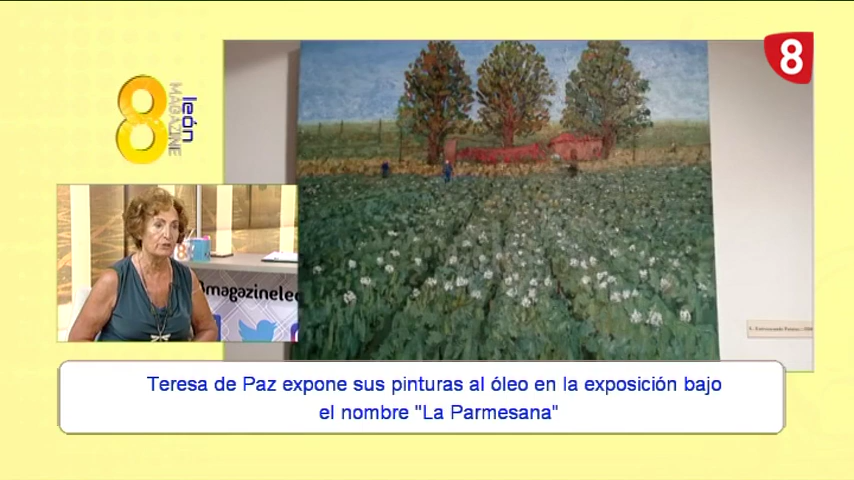 8
león
MAGAZINE
8
8magazinele
Teresa de Paz expone sus pinturas al óleo en la exposición bajo
el nombre "La Parmesana"